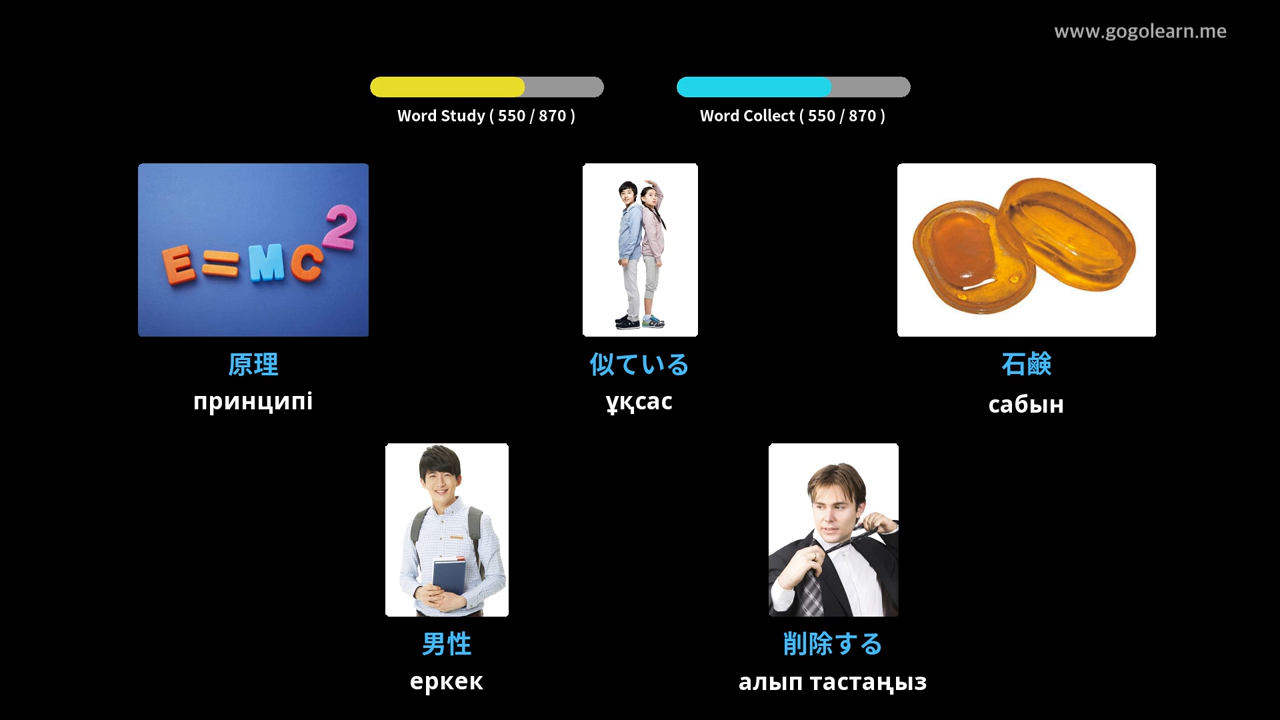 www.gogolearn.me
Word Study ( 550 / 870 )
Word Collect ( 550 / 870 )
E=MC2
原理
принципі
似ている
ұқсас
石鹸
сабын
男性
еркек
削除する
алып тастаңыз